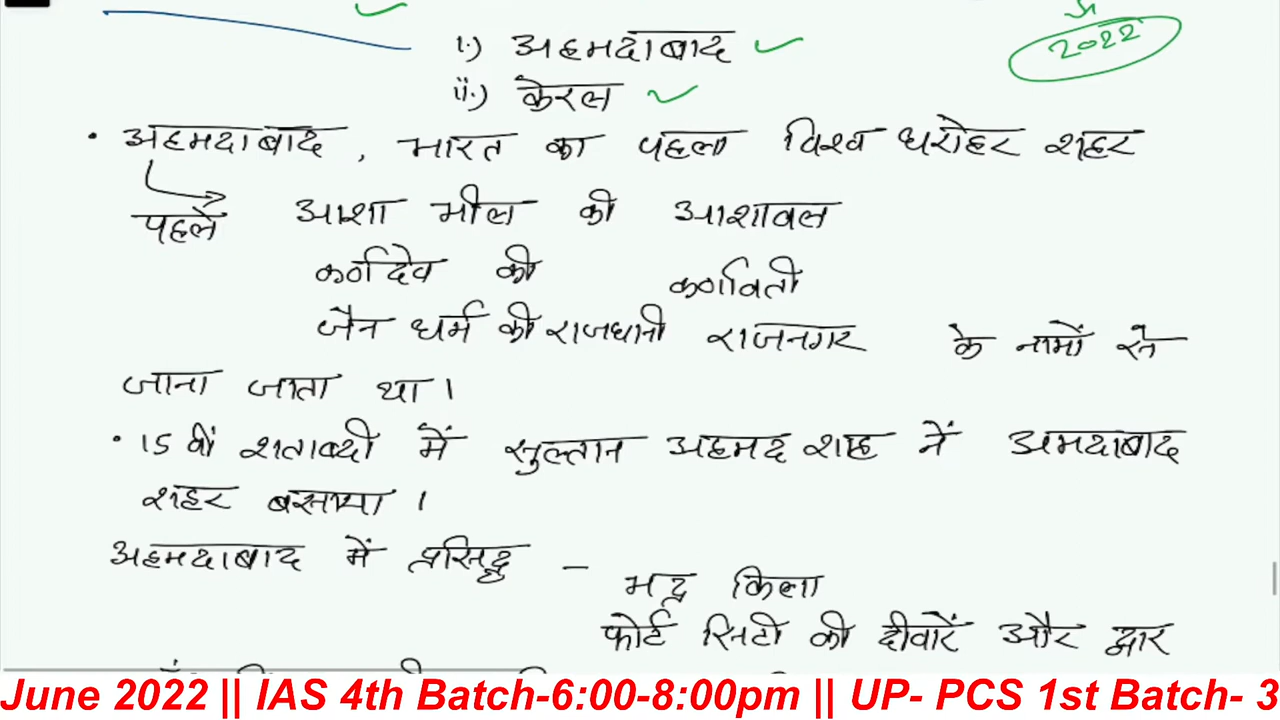 2022
i.) अहमदाबाद
ii.) केरल
• अहमदाबाद, भारत का पहला विश्व धरोहर शहर
पहले आशा भील की आशावल
कर्णदेव की कर्णावती
जैन धर्म की राजधानी राजनगर के नामों से
जाना जाता था।
• 15 वीं शताब्दी में सुल्तान अहमद शाह नें अमदाबाद
शहर बसाया।
अहमदाबाद में प्रसिद्ध -
भद्र किला
फोर्ट सिटी की दीवारें और द्वार
June 2022 || IAS 4th Batch-6:00-8:00pm || UP- PCS 1st Batch- 3